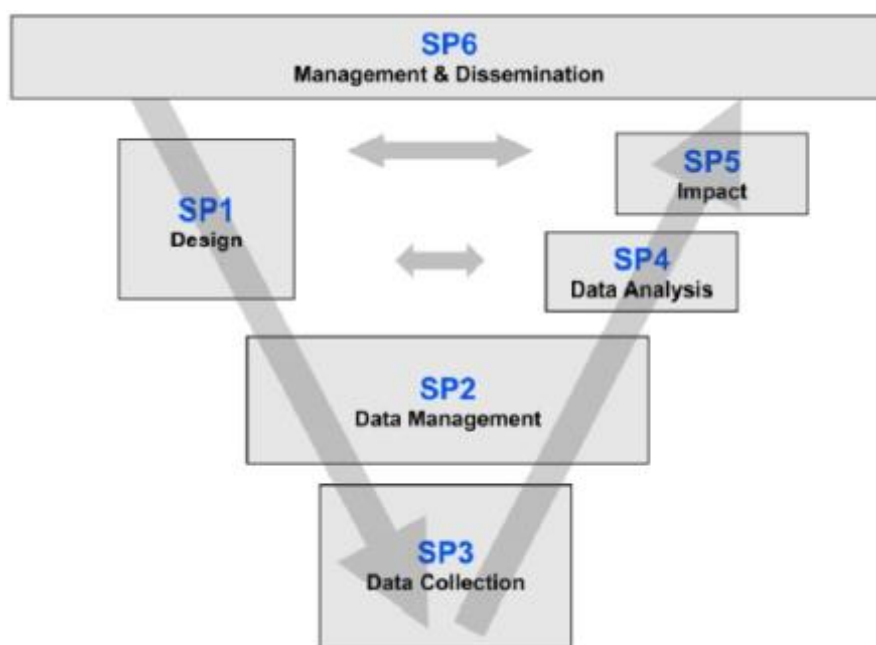 SP6
Management & Dissemination
SP1
Design
SP5
Impact
SP4
Data Analysis
SP2
Data Management
SP3
Data Collection